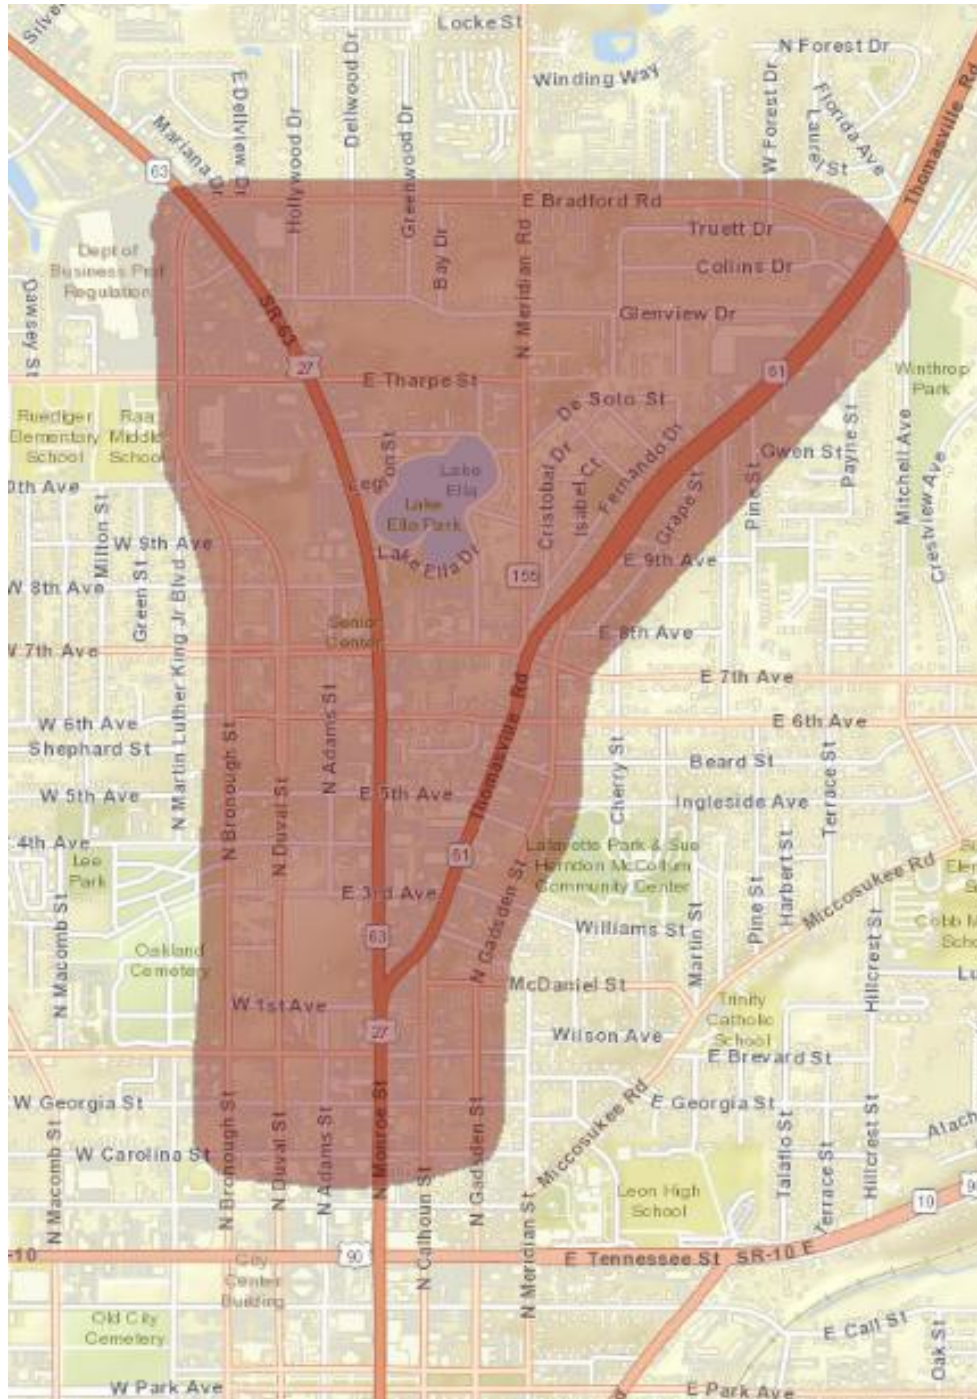 Locke St
N Forest Dr
Winding Way
E Dellview Dr
Hollywood Dr
Dellwood Dr
Greenwood Dr
W Forest Dr
Florida Ave
Laurel St
Thomasville Rd
Mariana Dr
63
E Bradford Rd
Truett Dr
Dept of
Business Prof
Regulation
Bay Dr
N Meridian Rd
Collins Dr
Dawsey St
SR-63
Glenview Dr
27
E Tharpe St
61
Winthrop
Park
Ruediger
Elementary
School
Raa
Middle
School
De Soto St
Payne St
Mitchell Ave
Crestview Ave
Gwen St
Lake
Ella
Lake
Ella Park
Cristobal Dr
Isabel Ct
Fernando Dr
Grape St
Pine St
0th Ave
Milton St
W 9th Ave
Lake Ella Dr
E 9th Ave
155
W 8th Ave
Green St
N Martin Luther King Jr Blvd
Senior
Center
E 8th Ave
W 7th Ave
E 7th Ave
W 6th Ave
N Adams St
Thomasville Rd
E 6th Ave
Shephard St
N Bronough St
N Duval St
Cherry St
Beard St
Terrace St
W 5th Ave
E 5th Ave
Ingleside Ave
4th Ave
Lee
Park
61
Lafayette Park & Sue
Herndon McCollum
Community Center
Harbert St
Miccosukee Rd
E 3rd Ave
N Gadsden St
Pine St
N Macomb St
63
Williams St
Martin St
Hillcrest St
Oakland
Cemetery
McDaniel St
W 1st Ave
27
Trinity
Catholic
School
Wilson Ave
E Brevard St
W Georgia St
Miccosukee Rd
E Georgia St
N Macomb St
W Carolina St
N Bronough St
N Duval St
N Adams St
N Monroe St
N Calhoun St
N Gadsden St
N Meridian St
Leon High
School
Talaflo St
Terrace St
Hillcrest St
10
-10
90
E Tennessee St
SR-10 E
City
Center
Building
Old City
Cemetery
E Call St
Oak St
W Park Ave
E Park Ave